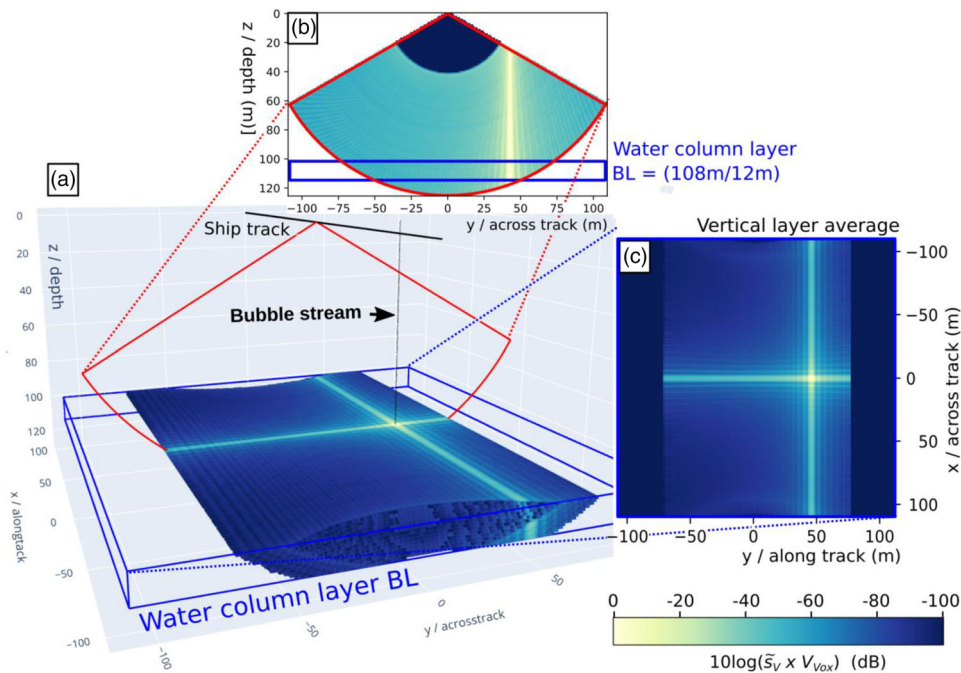 (b)
z / depth (m)]
0
20
40
60
80
100
120
−100 −75 −50 −25 0 25 50 75 100
y / across track (m)
Water column layer
BL = (108m/12m)
(a)
Ship track
z / depth
0
20
40
60
80
100
120
Bubble stream
Vertical layer average
(c)
−100
−50
0
50
100
x / across track (m)
−100 −50 0 50 100
y / along track (m)
100
50
0
−50
−100
x / alongtack
Water column layer BL
−100
−50
0
50
y / acrosstrack
0 -20 -40 -60 -80 -100
10log(s̃V x VVox) (dB)